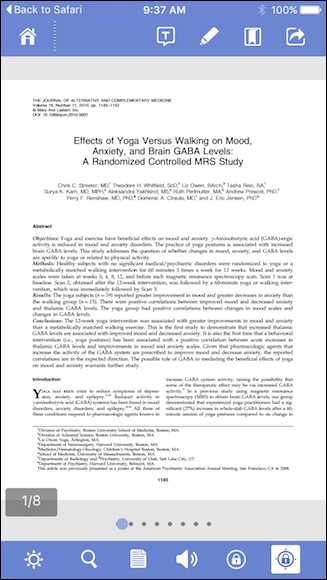 Back to Safari 9:37 AM 100%
T
THE JOURNAL OF ALTERNATIVE AND COMPLEMENTARY MEDICINE
Volume 16, Number 11, 2010, pp. 1145–1152
© Mary Ann Liebert, Inc.
DOI: 10.1089/acm.2010.0007
Effects of Yoga Versus Walking on Mood,
Anxiety, and Brain GABA Levels:
A Randomized Controlled MRS Study
Chris C. Streeter, MD, Theodore H. Whitfield, ScD, Liz Owen, BArch, Tasha Rein, BA,
Surya K. Karri, MD, MPH, Aleksandra Yakhkind, MS, Ruth Perlmutter, MA, Andrew Prescot, PhD,
Perry F. Renshaw, MD, PhD, Domenic A. Ciraulo, MD, and J. Eric Jensen, PhD
Abstract
Objectives: Yoga and exercise have beneficial effects on mood and anxiety. γ-Aminobutyric acid (GABA)-ergic
activity is reduced in mood and anxiety disorders. The practice of yoga postures is associated with increased
brain GABA levels. This study addresses the question of whether changes in mood, anxiety, and GABA levels
are specific to yoga or related to physical activity.
Methods: Healthy subjects with no significant medical/psychiatric disorders were randomized to yoga or a
metabolically matched walking intervention for 60 minutes 3 times a week for 12 weeks. Mood and anxiety
scales were taken at weeks 0, 4, 8, 12, and before each magnetic resonance spectroscopy scan. Scan 1 was at
baseline. Scan 2, obtained after the 12-week intervention, was followed by a 60-minute yoga or walking inter-
vention, which was immediately followed by Scan 3.
Results: The yoga subjects (n = 19) reported greater improvement in mood and greater decreases in anxiety than
the walking group (n = 15). There were positive correlations between improved mood and decreased anxiety
and thalamic GABA levels. The yoga group had positive correlations between changes in mood scales and
changes in GABA levels.
Conclusions: The 12-week yoga intervention was associated with greater improvements in mood and anxiety
than a metabolically matched walking exercise. This is the first study to demonstrate that increased thalamic
GABA levels are associated with improved mood and decreased anxiety. It is also the first time that a behavioral
intervention (i.e., yoga postures) has been associated with a positive correlation between acute increases in
thalamic GABA levels and improvements in mood and anxiety scales. Given that pharmacologic agents that
increase the activity of the GABA system are prescribed to improve mood and decrease anxiety, the reported
correlations are in the expected direction. The possible role of GABA in mediating the beneficial effects of yoga
on mood and anxiety warrants further study.
Introduction
Yoga has been used to reduce symptoms of depres-
sion, anxiety, and epilepsy. Reduced activity in
γ-aminobutyric acid (GABA) systems has been found in mood
disorders, anxiety disorders, and epilepsy. All three of
these conditions respond to pharmacologic agents known to
increase GABA system activity, raising the possibility that
some of the therapeutic effect of yoga may be via increased GABA
activity. In a previous study using magnetic resonance
spectroscopy (MRS) to obtain brain GABA levels, our group
demonstrated that experienced yoga practitioners had a sig-
nificant (27%) increase in whole-slab GABA levels after a 60-
minute session of yoga postures compared to no change in
Division of Psychiatry, Boston University School of Medicine, Boston, MA.
Division of Actuarial Science, Boston University, Boston, MA.
Liz Owen Yoga, Arlington, MA.
Department of Neurosurgery, Harvard University, Boston, MA.
Medicine/Hematology-Oncology, Children's Hospital Boston, Boston, MA.
School of Medicine, University of Massachusetts, Boston, MA.
Departments of Radiology and Psychiatry, University of Utah, Salt Lake City, UT.
Department of Psychiatry, Harvard University, Belmont, MA.
This article was previously presented as a poster at the American Psychiatric Association Annual Meeting, San Francisco, CA in 2009.
1145
1/8